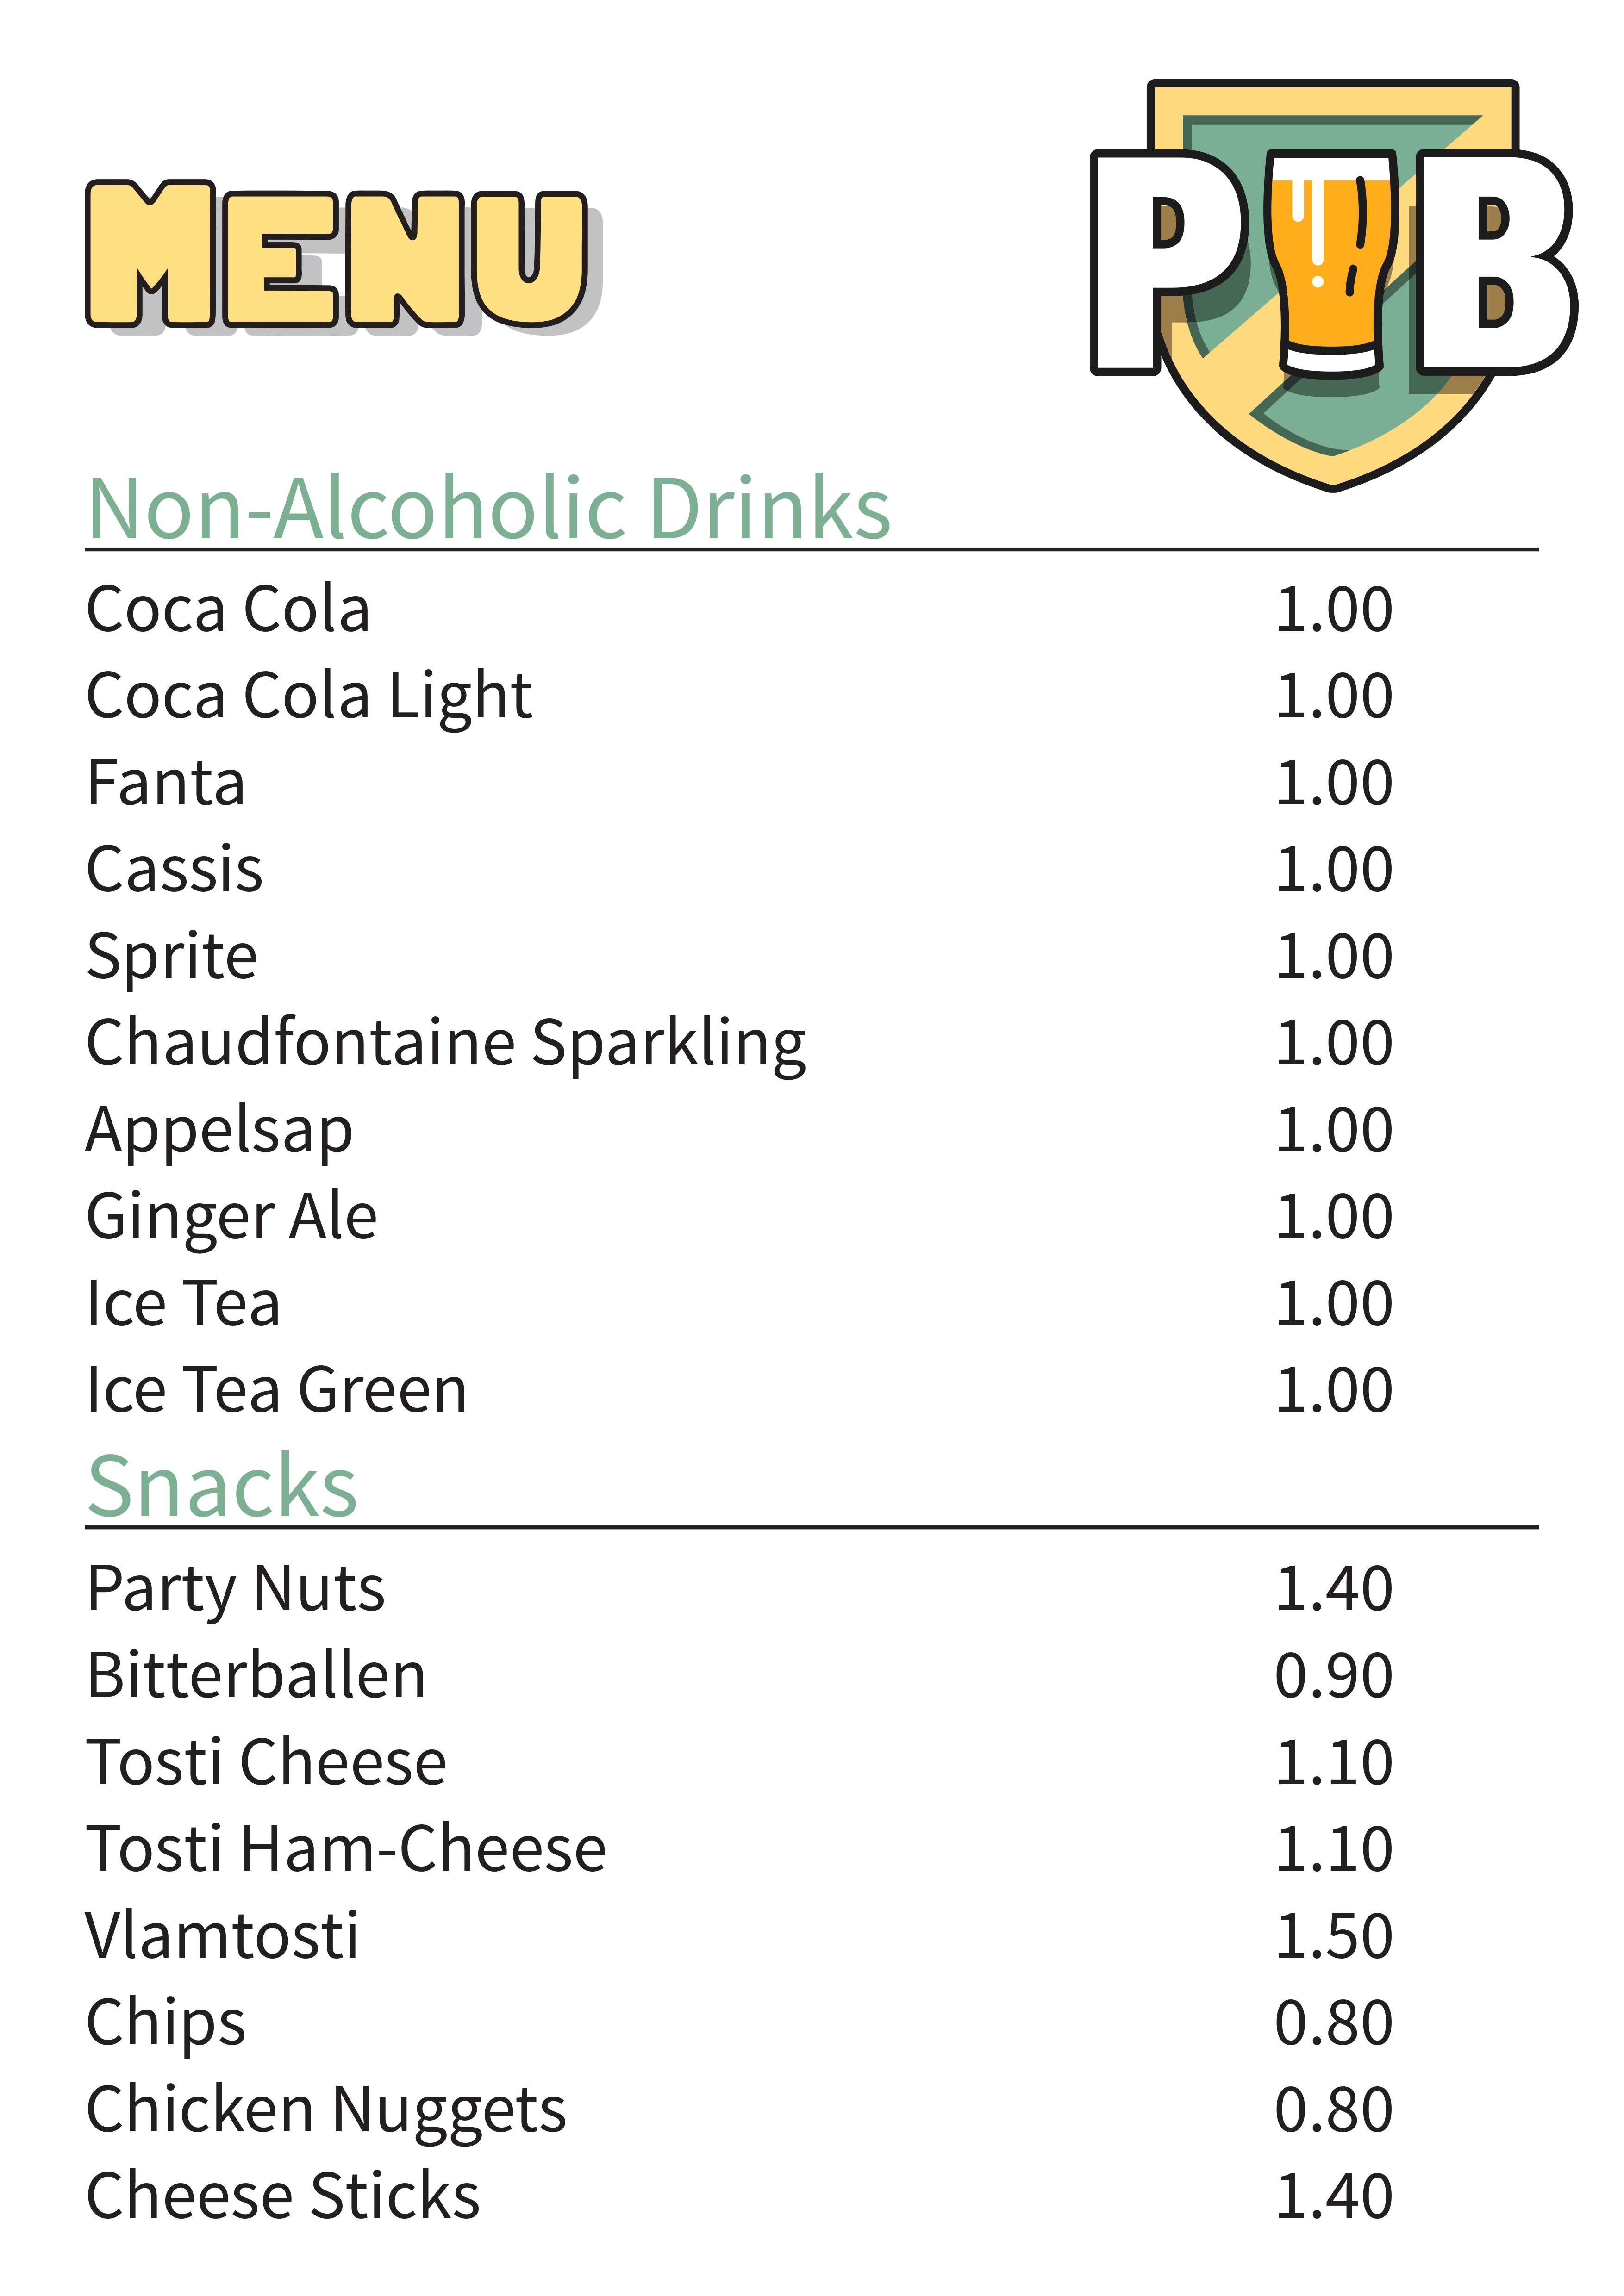 MENU
PUB
Non-Alcoholic Drinks
Coca Cola 1.00
Coca Cola Light 1.00
Fanta 1.00
Cassis 1.00
Sprite 1.00
Chaudfontaine Sparkling 1.00
Appelsap 1.00
Ginger Ale 1.00
Ice Tea 1.00
Ice Tea Green 1.00
Snacks
Party Nuts 1.40
Bitterballen 0.90
Tosti Cheese 1.10
Tosti Ham-Cheese 1.10
Vlamtosti 1.50
Chips 0.80
Chicken Nuggets 0.80
Cheese Sticks 1.40